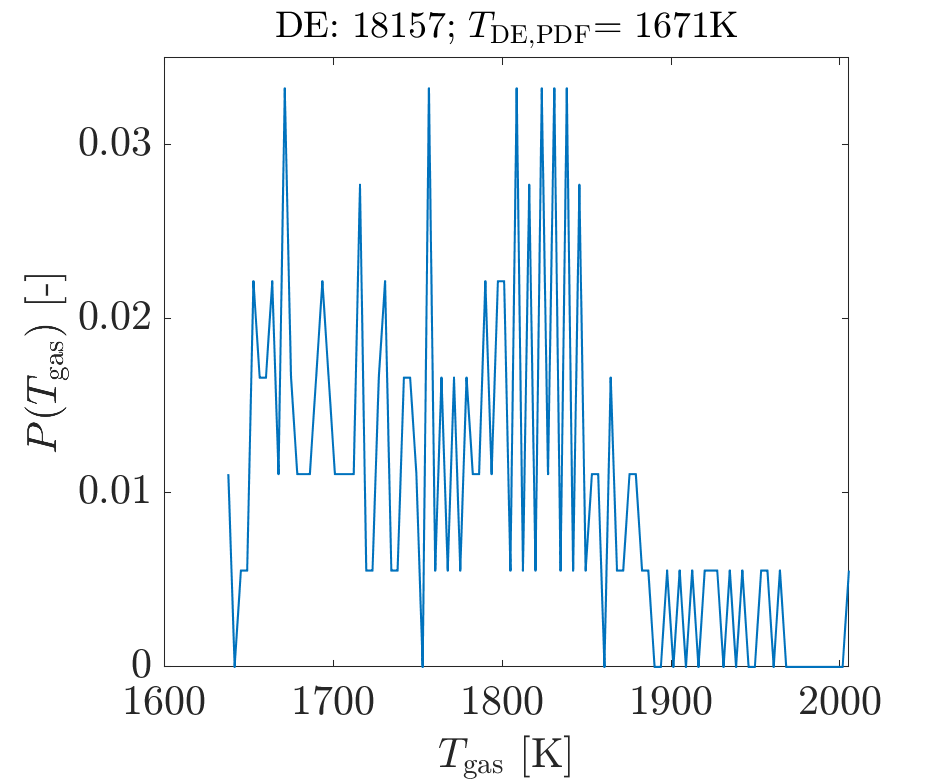 DE: 18157; T_DE,PDF= 1671K
0.03
0.02
0.01
0
P(T_gas) [-]
1600 1700 1800 1900 2000
T_gas [K]